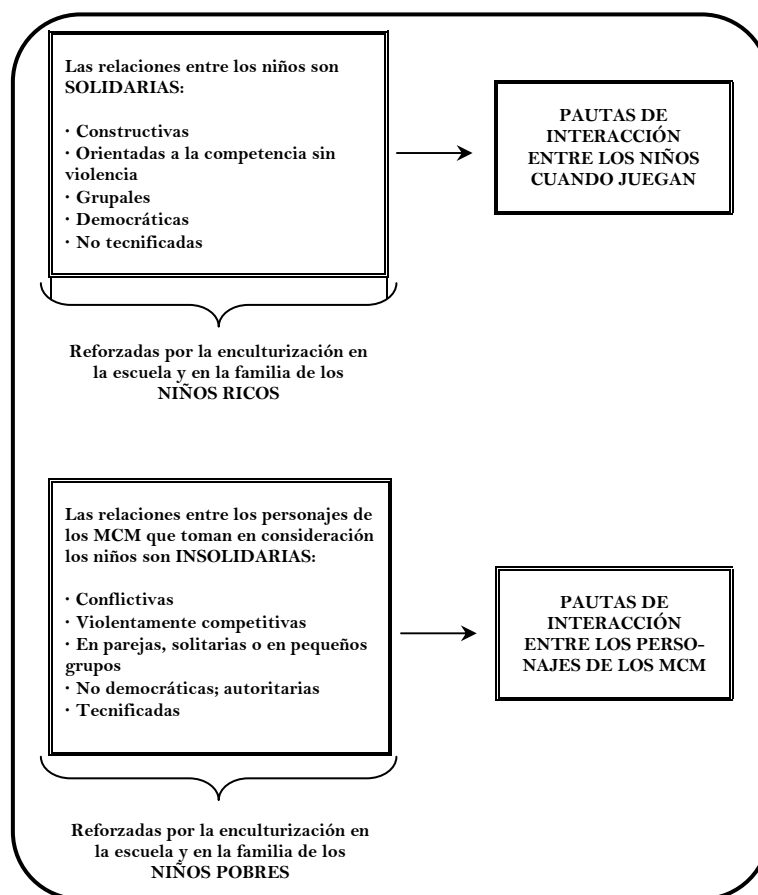 Las relaciones entre los niños son
SOLIDARIAS:
· Constructivas
· Orientadas a la competencia sin
violencia
· Grupales
· Democráticas
· No tecnificadas
PAUTAS DE
INTERACCIÓN
ENTRE LOS NIÑOS
CUANDO JUEGAN
Reforzadas por la enculturización en
la escuela y en la familia de los
NIÑOS RICOS
Las relaciones entre los personajes de
los MCM que toman en consideración
los niños son INSOLIDARIAS:
· Conflictivas
· Violentamente competitivas
· En parejas, solitarias o en pequeños
grupos
· No democráticas; autoritarias
· Tecnificadas
PAUTAS DE
INTERACCIÓN
ENTRE LOS PERSO-
NAJES DE LOS MCM
Reforzadas por la enculturización en
la escuela y en la familia de los
NIÑOS POBRES